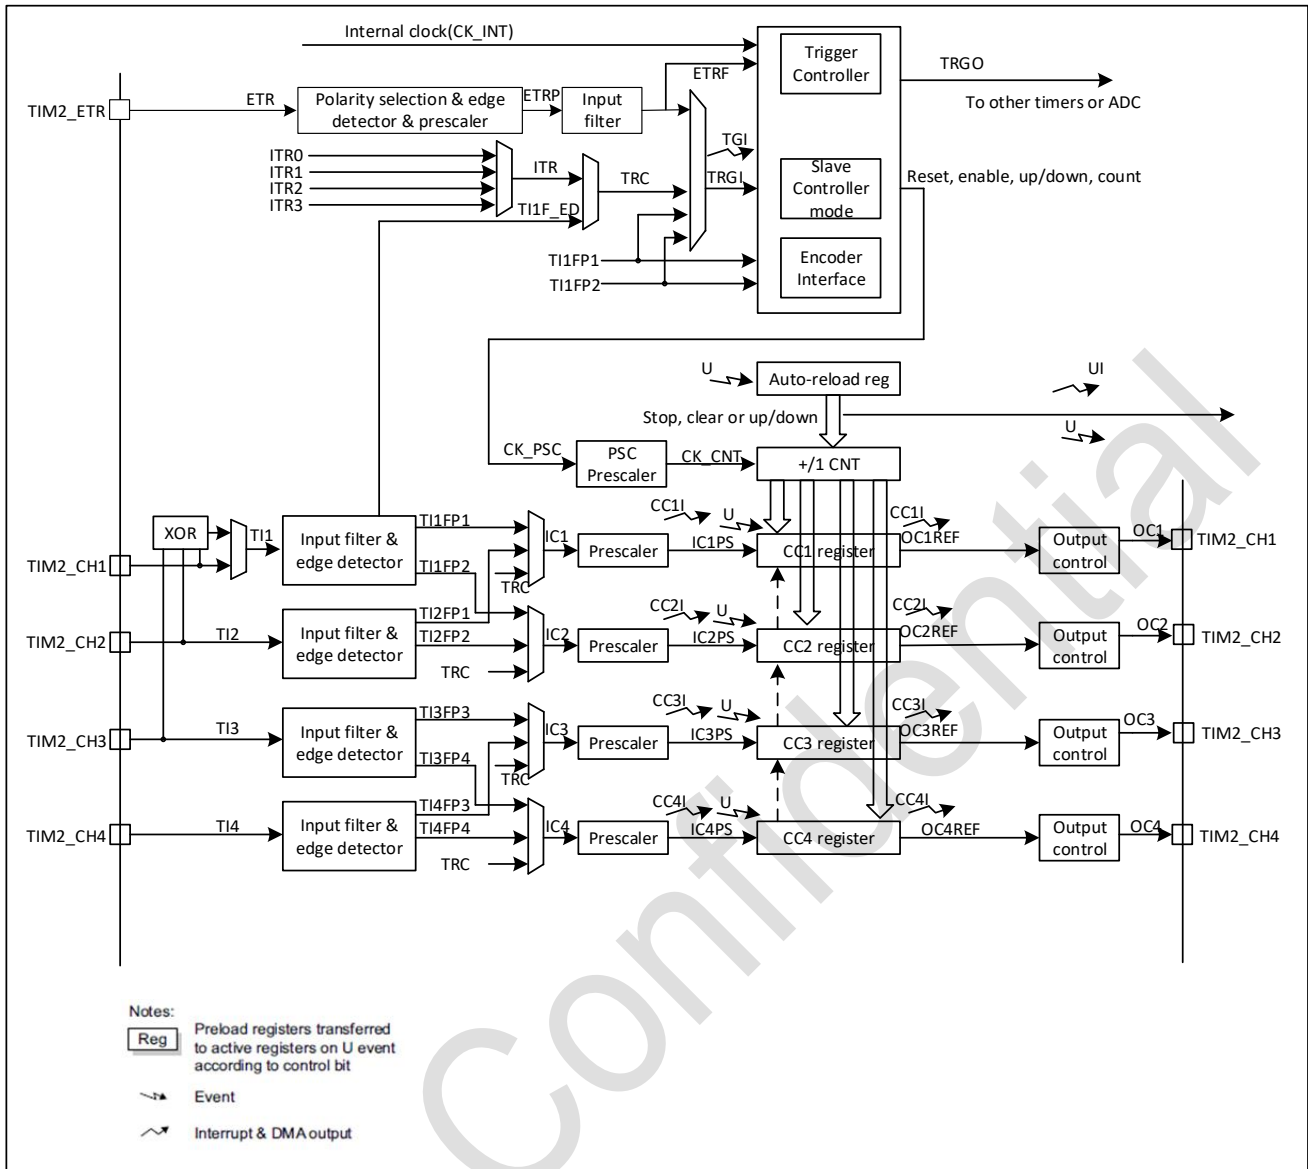 Internal clock(CK_INT)
Trigger
Controller
TRGO
To other timers or ADC
ETRF
TIM2_ETR
ETR
Polarity selection & edge
detector & prescaler
ETRP
Input
filter
TGI
ITR0
ITR1
ITR2
ITR3
ITR
TI1F_ED
TRC
TRGI
Slave
Controller
mode
Reset, enable, up/down, count
TI1FP1
TI1FP2
Encoder
Interface
U
Auto-reload reg
UI
Stop, clear or up/down
U
CK_PSC
PSC
Prescaler
CK_CNT
+/1 CNT
XOR
TI1
TIM2_CH1
Input filter &
edge detector
TI1FP1
TI1FP2
TRC
IC1
Prescaler
CC1I
U
IC1PS
CC1 register
CC1I
OC1REF
Output
control
OC1
TIM2_CH1
TIM2_CH2
TI2
Input filter &
edge detector
TI2FP1
TI2FP2
TRC
IC2
Prescaler
CC2I
U
IC2PS
CC2 register
CC2I
OC2REF
Output
control
OC2
TIM2_CH2
TIM2_CH3
TI3
Input filter &
edge detector
TI3FP3
TI3FP4
TRC
IC3
Prescaler
CC3I
U
IC3PS
CC3 register
CC3I
OC3REF
Output
control
OC3
TIM2_CH3
TIM2_CH4
TI4
Input filter &
edge detector
TI4FP3
TI4FP4
TRC
IC4
Prescaler
CC4I
U
IC4PS
CC4 register
CC4I
OC4REF
Output
control
OC4
TIM2_CH4
Confidential
Notes:
Reg
Preload registers transferred
to active registers on U event
according to control bit
Event
Interrupt & DMA output